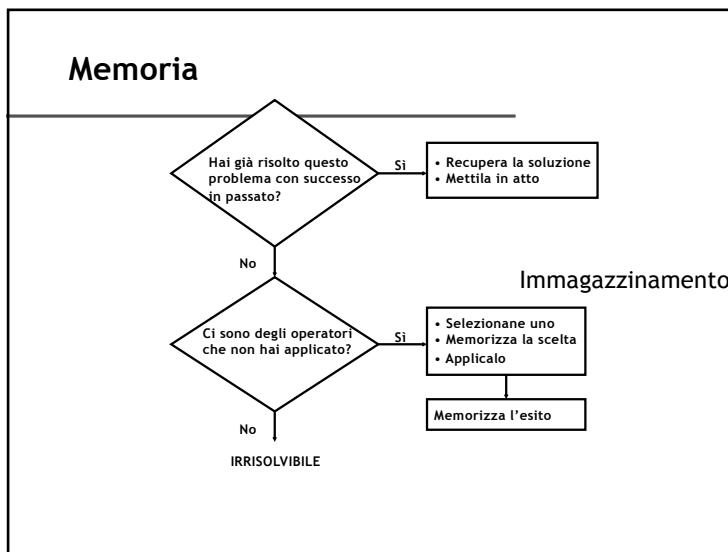 Memoria
Hai già risolto questo
problema con successo
in passato?
Sì
• Recupera la soluzione
• Mettila in atto
No
Immagazzinamento
Ci sono degli operatori
che non hai applicato?
Sì
• Selezionane uno
• Memorizza la scelta
• Applicalo
Memorizza l’esito
No
IRRISOLVIBILE